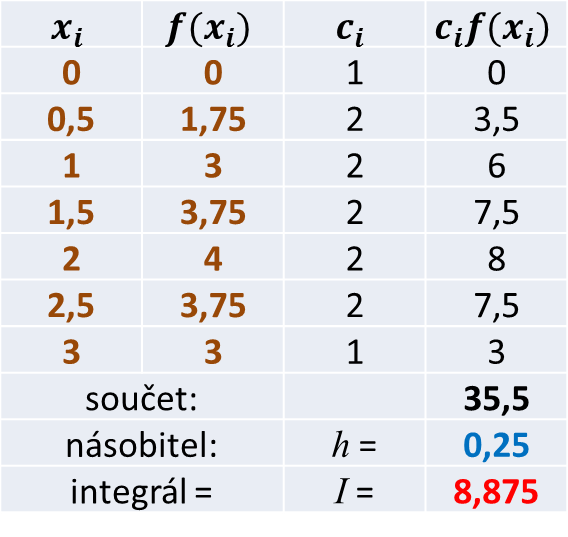 x_i f(x_i) c_i c_i f(x_i)
0 0 1 0
0,5 1,75 2 3,5
1 3 2 6
1,5 3,75 2 7,5
2 4 2 8
2,5 3,75 2 7,5
3 3 1 3
součet: 35,5
násobitel: h = 0,25
integrál = I = 8,875